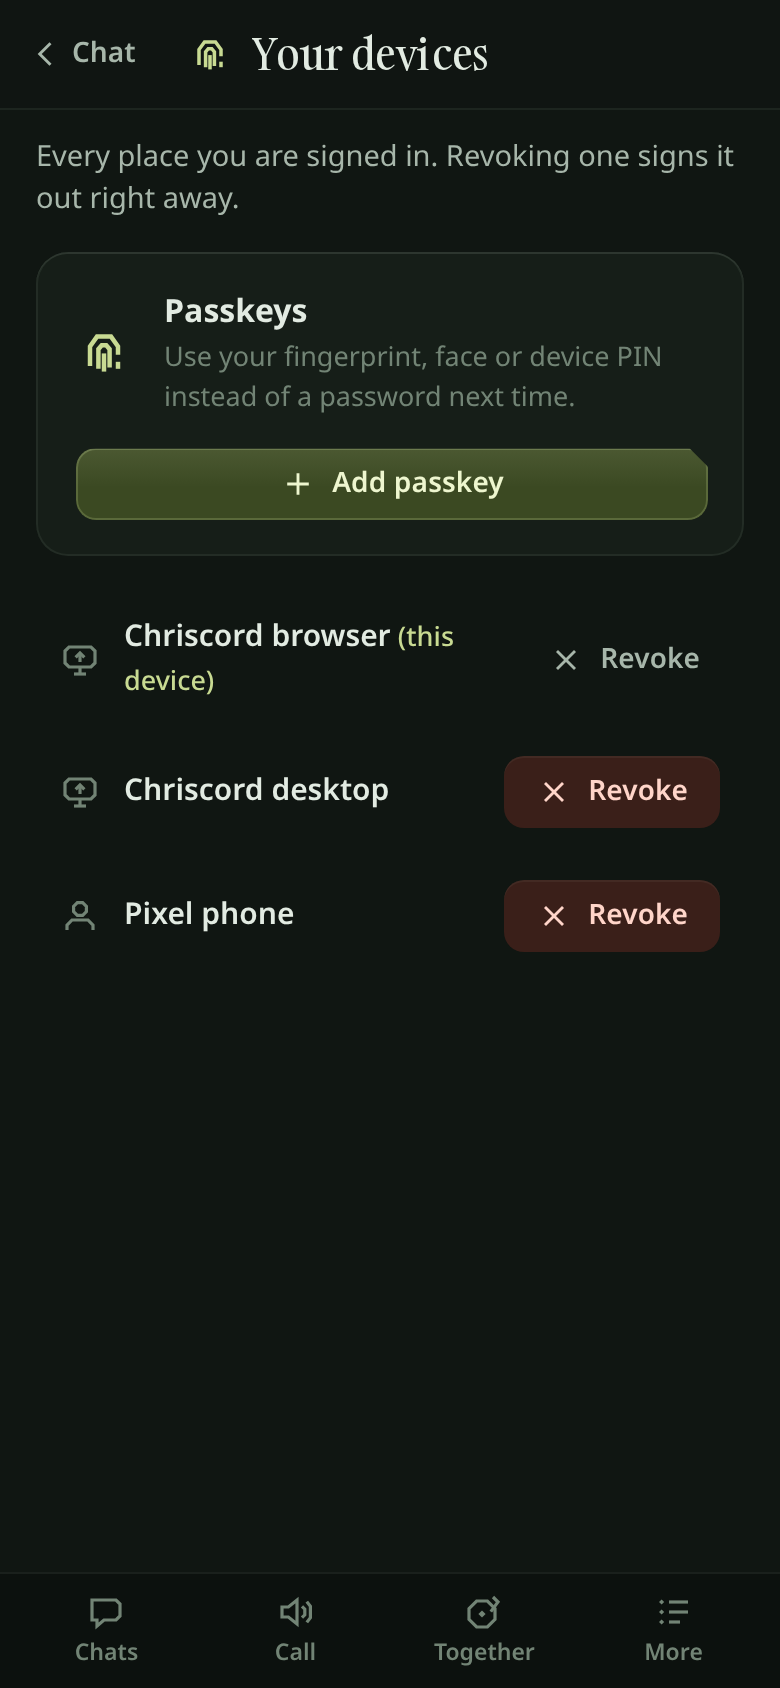 Chat
Your devices
Every place you are signed in. Revoking one signs it
out right away.
Passkeys
Use your fingerprint, face or device PIN
instead of a password next time.
Add passkey
Chriscord browser (this
device)
Revoke
Chriscord desktop
Revoke
Pixel phone
Revoke
Chats
Call
Together
More